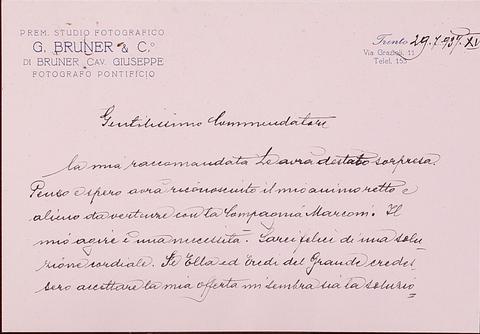 PREM. STUDIO FOTOGRAFICO
G. BRUNER & C.º
DI BRUNER CAV. GIUSEPPE
FOTOGRAFO PONTIFICIO
Trento 29.7.937. XV
Via Grazioli, 11
Telef. 153
Gentilissimo Commendatore
la mia raccomandata Le avrà destato sorpresa.
Penso e spero avrà riconosciuto il mio animo retto e
alieno da vertenze con la Compagnia Marconi. Il
mio agire è una necessità. Sarei felice di una solu-
zione cordiale. Se Ella ed Eredi del Grande credes
sero accettare la mia offerta mi sembra sia la soluzio